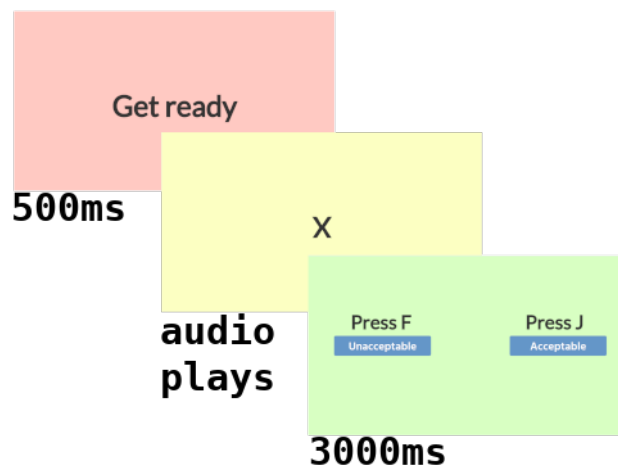 Get ready
500ms
X
audio
plays
Press F
Unacceptable
Press J
Acceptable
3000ms